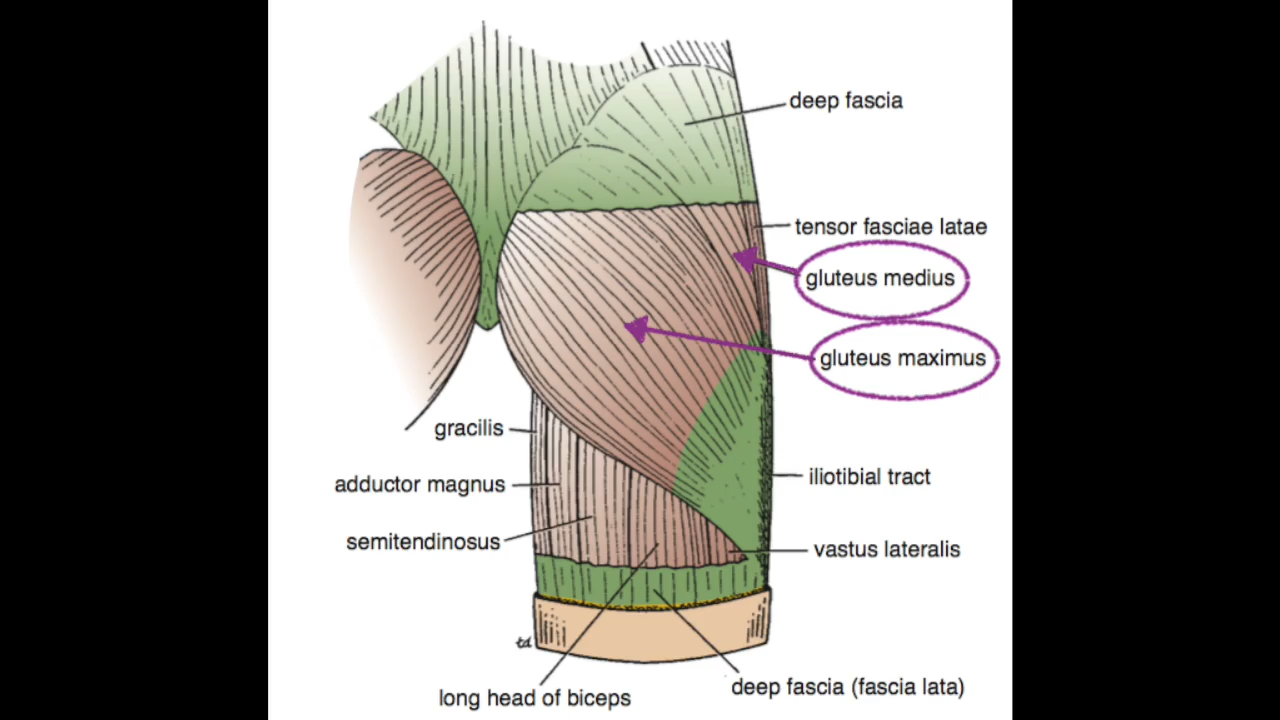 deep fascia
tensor fasciae latae
gluteus medius
gluteus maximus
gracilis
iliotibial tract
adductor magnus
semitendinosus
vastus lateralis
td
long head of biceps
deep fascia (fascia lata)